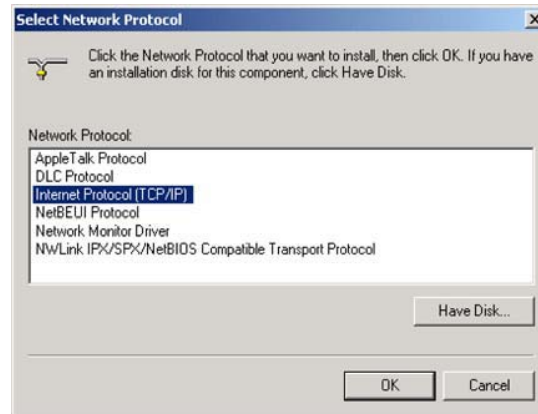 Select Network Protocol
Click the Network Protocol that you want to install, then click OK. If you have
an installation disk for this component, click Have Disk.
Network Protocol:
AppleTalk Protocol
DLC Protocol
Internet Protocol (TCP/IP)
NetBEUI Protocol
Network Monitor Driver
NWLink IPX/SPX/NetBIOS Compatible Transport Protocol
Have Disk...
OK Cancel